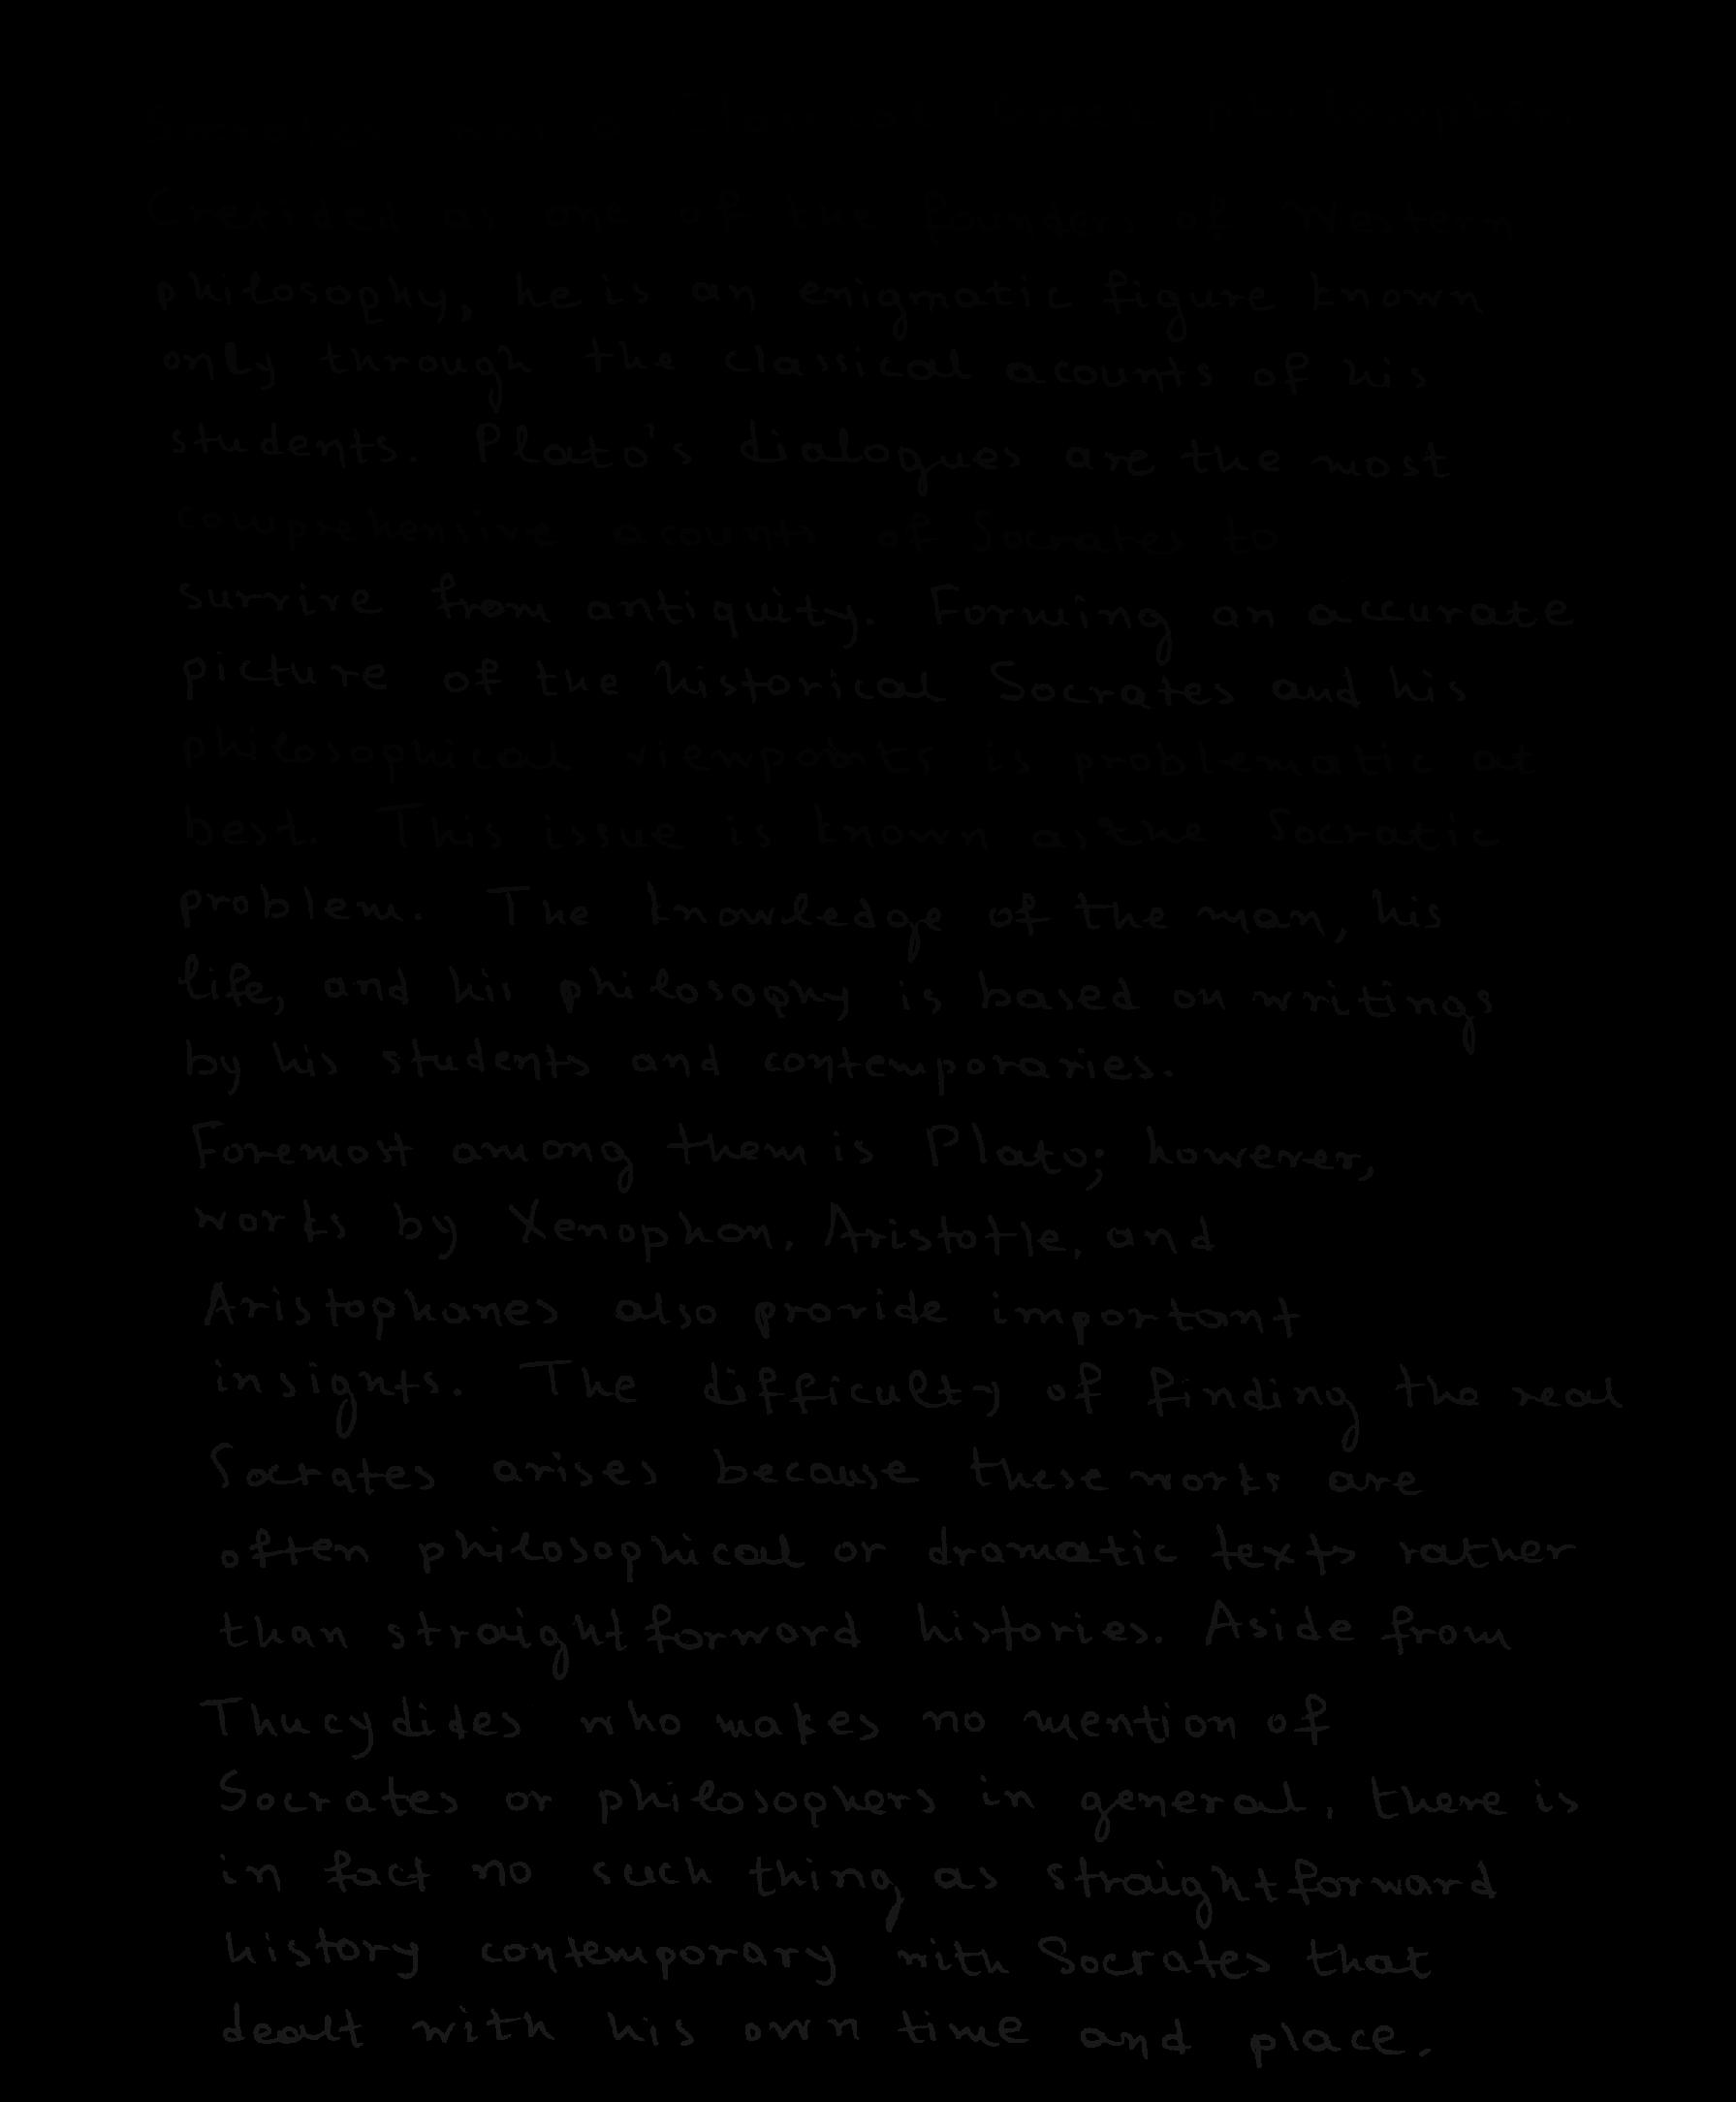 Credided as one of the founders of Western
philosophy, he is an enigmatic figure known
only through the classical acounts of his
students. Plato's dialogues are the most
comprehensive acounts of Socrates to
survive from antiquity. Forming an accurate
picture of the historical Socrates and his
philosophical viewpoints is problematic at
best. This issue is known as the Socratic
problem. The knowledge of the man, his
life, and his philosophy is based on writings
by his students and contemporaries.
Foremost among them is Plato; however,
works by Xenophon, Aristotle, and
Aristophanes also provide important
insights. The difficulty of finding the real
Socrates arises because these works are
often philosophical or dramatic texts rather
than straightforward histories. Aside from
Thucydides who makes no mention of
Socrates or philosophers in general, there is
in fact no such thing as straightforward
history contemporary with Socrates that
dealt with his own time and place.